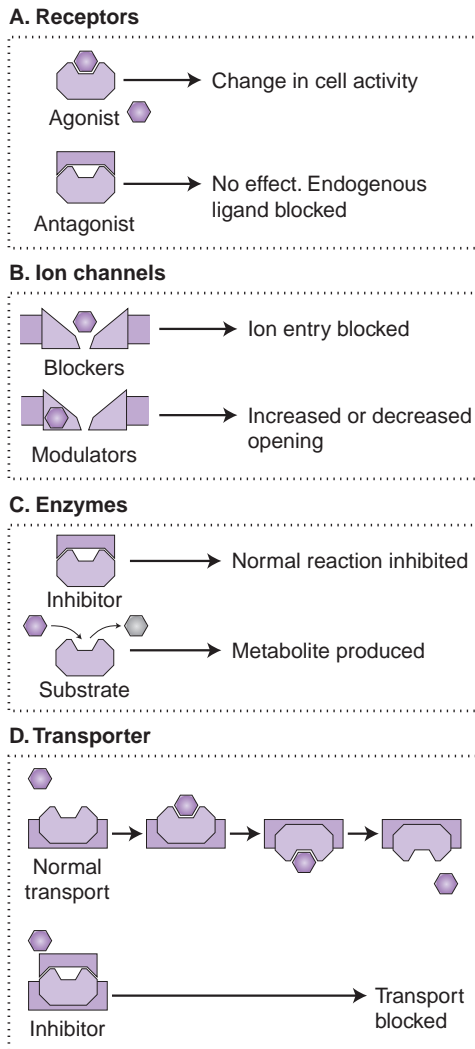 A. Receptors
Change in cell activity
Agonist
No effect. Endogenous
ligand blocked
Antagonist
B. Ion channels
Ion entry blocked
Blockers
Increased or decreased
opening
Modulators
C. Enzymes
Normal reaction inhibited
Inhibitor
Metabolite produced
Substrate
D. Transporter
Normal
transport
Transport
blocked
Inhibitor